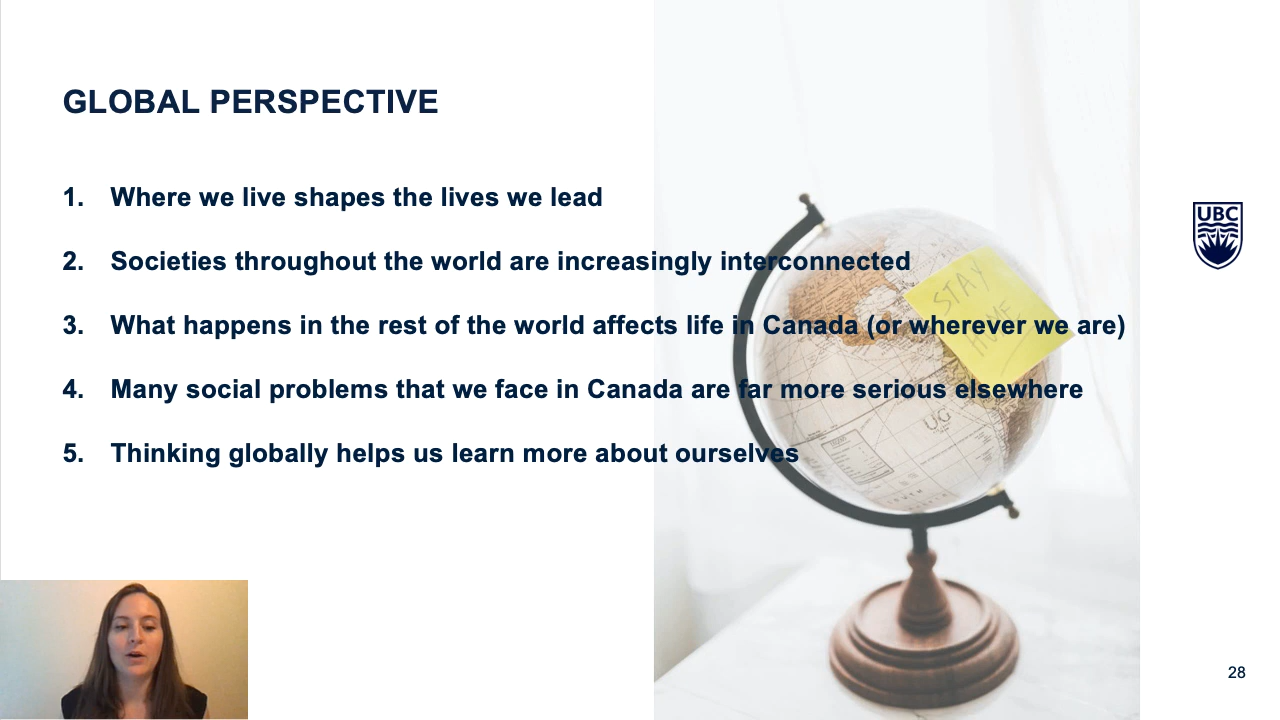 GLOBAL PERSPECTIVE
1. Where we live shapes the lives we lead
2. Societies throughout the world are increasingly interconnected
3. What happens in the rest of the world affects life in Canada (or wherever we are)
4. Many social problems that we face in Canada are far more serious elsewhere
5. Thinking globally helps us learn more about ourselves
UBC
STAY
HOME
UG
28